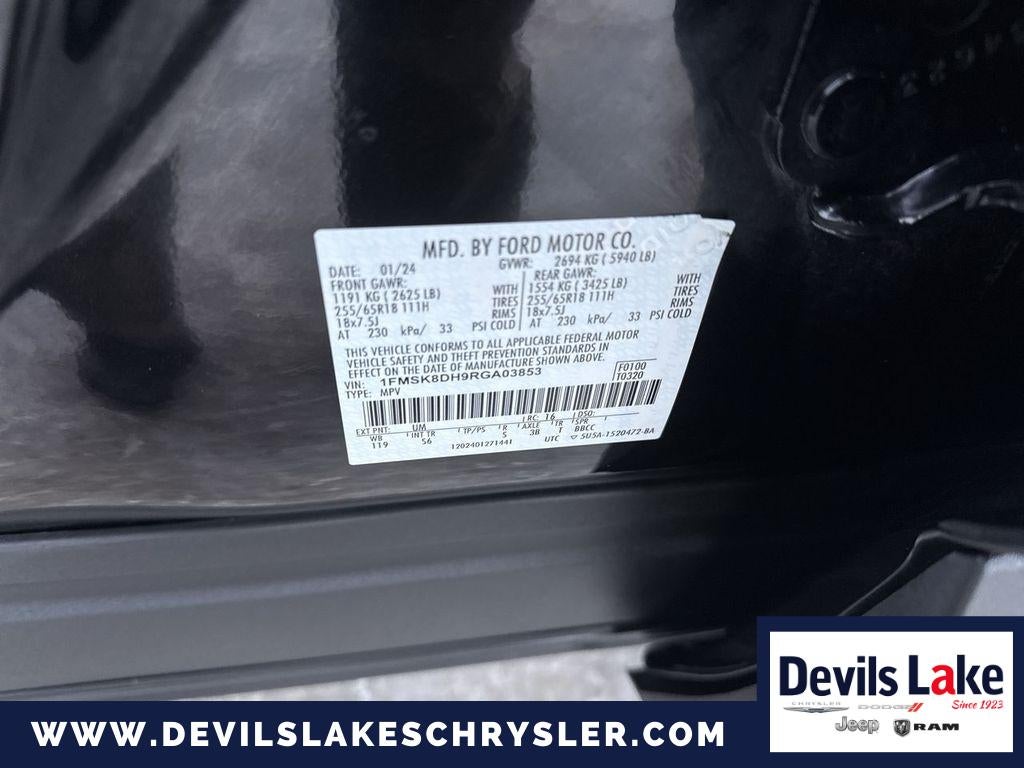 MFD. BY FORD MOTOR CO.
DATE: 01/24 GVWR: 2694 KG ( 5940 LB)
FRONT GAWR: REAR GAWR:
1191 KG ( 2625 LB) WITH 1554 KG ( 3425 LB) WITH
255/65R18 111H TIRES 255/65R18 111H TIRES
18x7.5J RIMS 18x7.5J RIMS
AT 230 kPa/ 33 PSI COLD AT 230 kPa/ 33 PSI COLD
THIS VEHICLE CONFORMS TO ALL APPLICABLE FEDERAL MOTOR
VEHICLE SAFETY AND THEFT PREVENTION STANDARDS IN
EFFECT ON THE DATE OF MANUFACTURE SHOWN ABOVE.
VIN: 1FMSK8DH9RGA03853 F0100
TYPE: MPV T0320
EXT PNT: UM RC: 16 DSO:
WB INT TR TP/PS R AXLE TR SPR
119 S6 S 3B T BBCC
120240127144I UTC 5U5A-1520472-BA
WWW.DEVILSLAKESCHRYSLER.COM
Devils Lake
Since 1923
CHRYSLER DODGE
Jeep RAM